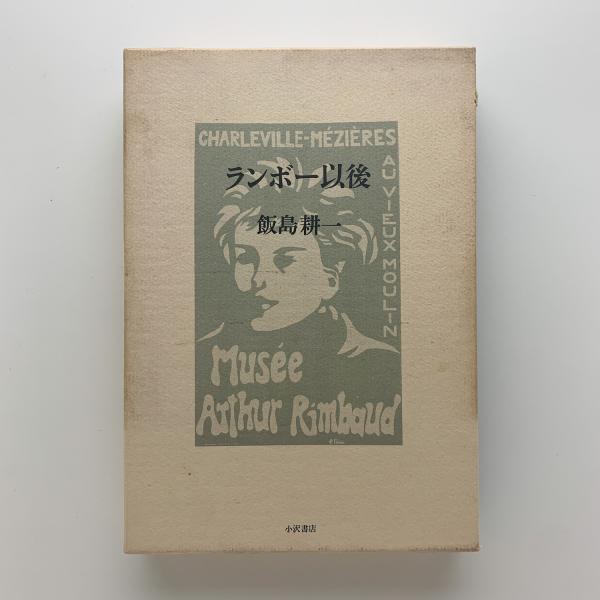 CHARLEVILLE-MÉZIÈRES
AU VIEUX MOULIN
ランボー以後
飯島耕一
Musée
Arthur Rimbaud
小沢書店